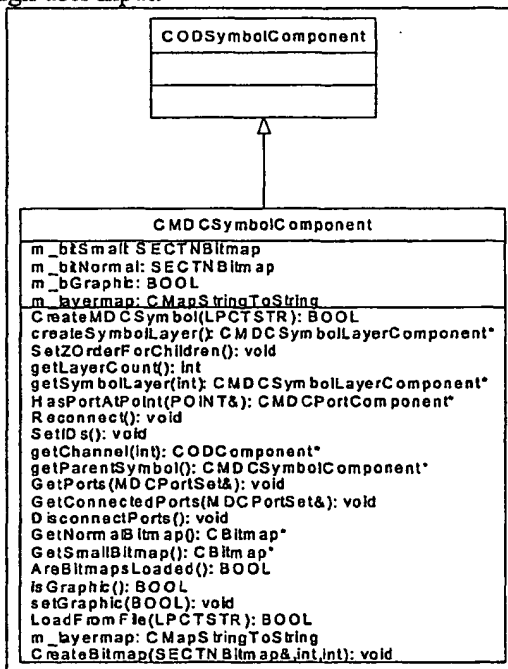 CODSymbolComponent
CMDCSymbolComponent
m_bitSmall: SECTNBitmap
m_bitNormal: SECTNBitmap
m_bGraphic: BOOL
m_layermap: CMapStringToString
CreateMDCSymbol(LPCTSTR): BOOL
createSymbolLayer(): CMDCSymbolLayerComponent*
SetZOrderForChildren(): void
getLayerCount(): int
getSymbolLayer(int): CMDCSymbolLayerComponent*
HasPortAtPoint(POINT&): CMDCPortComponent*
Reconnect(): void
SetIDs(): void
getChannel(int): CODComponent*
getParentSymbol(): CMDCSymbolComponent*
GetPorts(MDCPortSet&): void
GetConnectedPorts(MDCPortSet&): void
DisconnectPorts(): void
GetNormalBitmap(): CBitmap*
GetSmallBitmap(): CBitmap*
AreBitmapsLoaded(): BOOL
isGraphic(): BOOL
setGraphic(BOOL): void
LoadFromFile(LPCTSTR): BOOL
m_layermap: CMapStringToString
CreateBitmap(SECTNBitmap&,int,int): void